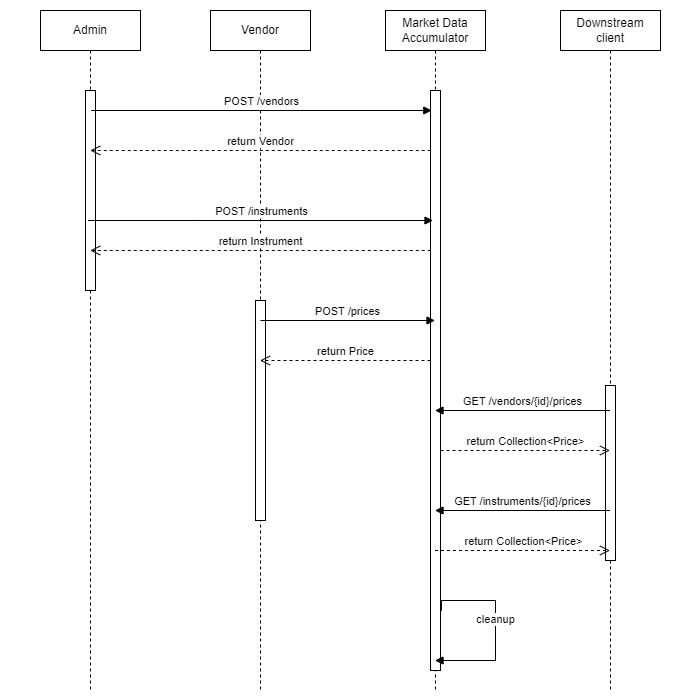 Admin
Vendor
Market Data
Accumulator
Downstream
client
POST /vendors
return Vendor
POST /instruments
return Instrument
POST /prices
return Price
GET /vendors/{id}/prices
return Collection<Price>
GET /instruments/{id}/prices
return Collection<Price>
cleanup